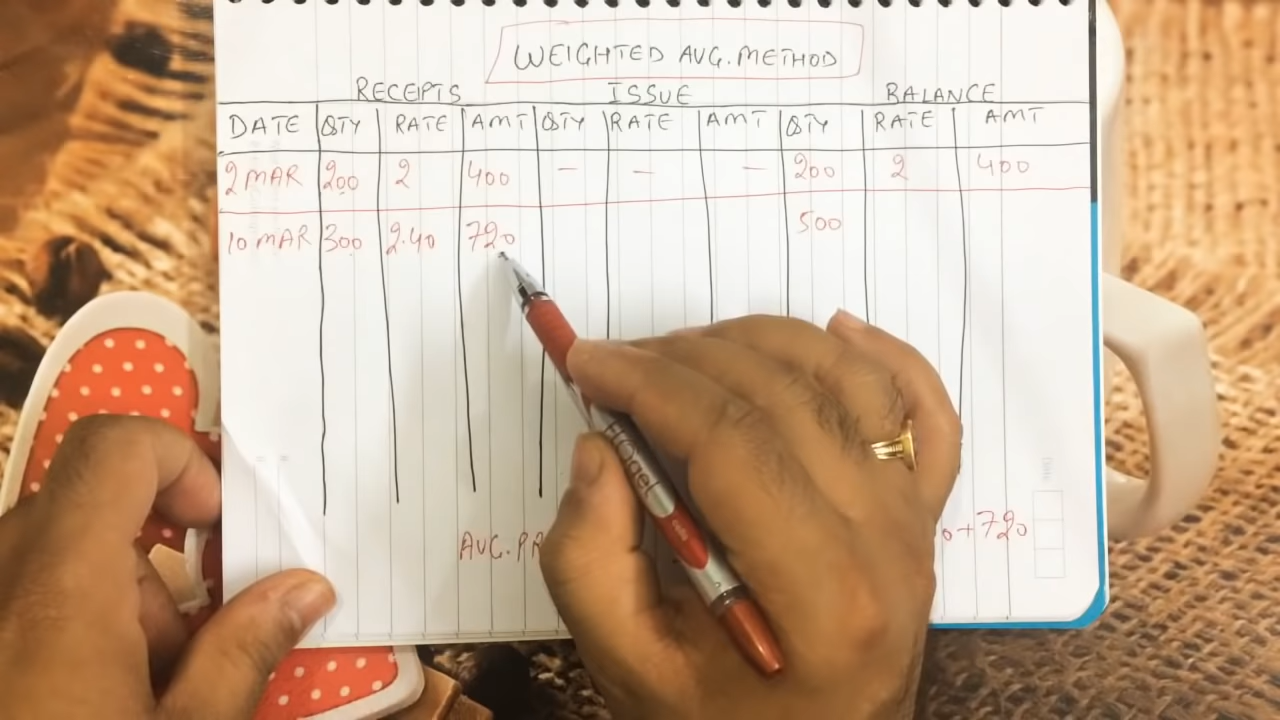 WEIGHTED AVG. METHOD
RECEIPTS ISSUE BALANCE
DATE QTY RATE AMT QTY RATE AMT QTY RATE AMT
2 MAR 200 2 400 - - - 200 2 400
10 MAR 300 2.40 720 500
AVG. +720